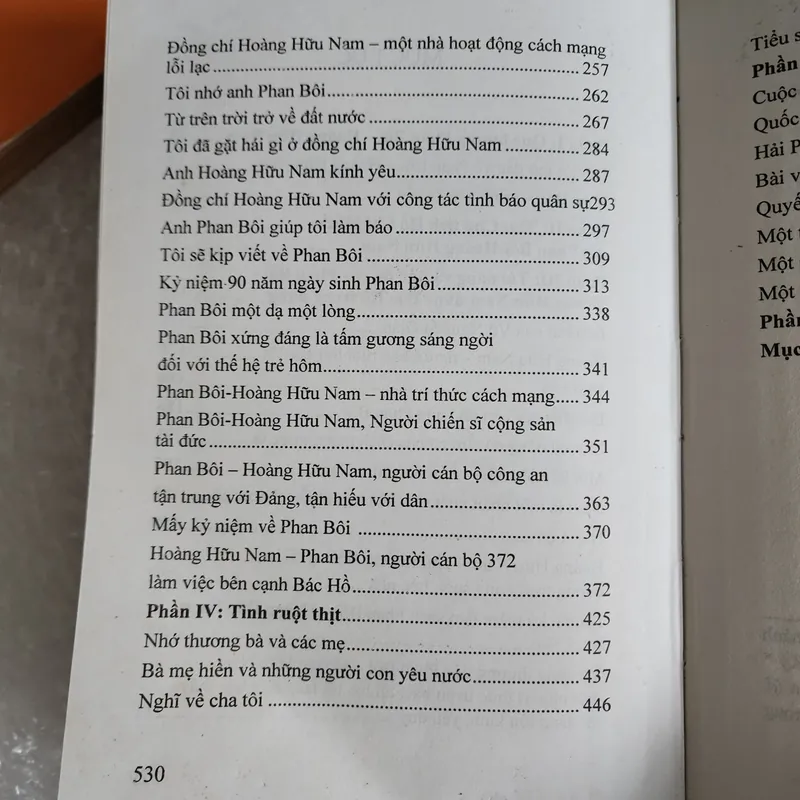 Đồng chí Hoàng Hữu Nam – một nhà hoạt động cách mạng
lỗi lạc ........ 257
Tôi nhớ anh Phan Bôi ........ 262
Từ trên trời trở về đất nước ........ 267
Tôi đã gặt hái gì ở đồng chí Hoàng Hữu Nam ........ 284
Anh Hoàng Hữu Nam kính yêu ........ 287
Đồng chí Hoàng Hữu Nam với công tác tình báo quân sự293
Anh Phan Bôi giúp tôi làm báo ........ 297
Tôi sẽ kịp viết về Phan Bôi ........ 309
Kỷ niệm 90 năm ngày sinh Phan Bôi ........ 313
Phan Bôi một dạ một lòng ........ 338
Phan Bôi xứng đáng là tấm gương sáng ngời
đối với thế hệ trẻ hôm ........ 341
Phan Bôi-Hoàng Hữu Nam – nhà trí thức cách mạng ..... 344
Phan Bôi-Hoàng Hữu Nam, Người chiến sĩ cộng sản
tài đức ........ 351
Phan Bôi – Hoàng Hữu Nam, người cán bộ công an
tận trung với Đảng, tận hiếu với dân ........ 363
Mấy kỷ niệm về Phan Bôi ........ 370
Hoàng Hữu Nam – Phan Bôi, người cán bộ 372
làm việc bên cạnh Bác Hồ ........ 372
Phần IV: Tình ruột thịt ........ 425
Nhớ thương bà và các mẹ ........ 427
Bà mẹ hiền và những người con yêu nước ........ 437
Nghĩ về cha tôi ........ 446
530
Tiểu s
Phần
Cuộc
Quốc
Hải P
Bài v
Quyế
Một t
Một
Một
Phần
Mục